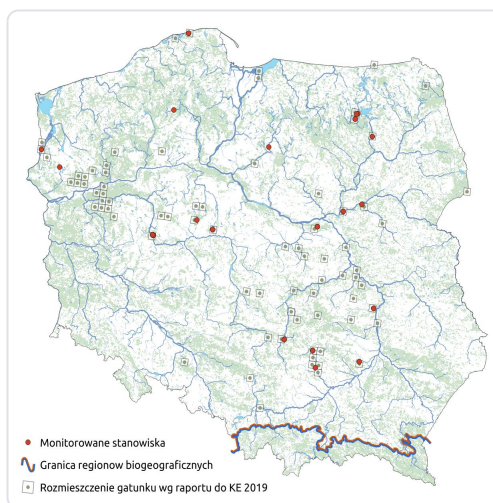 Monitorowane stanowiska
Granica regionow biogeograficznych
Rozmieszczenie gatunku wg raportu do KE 2019